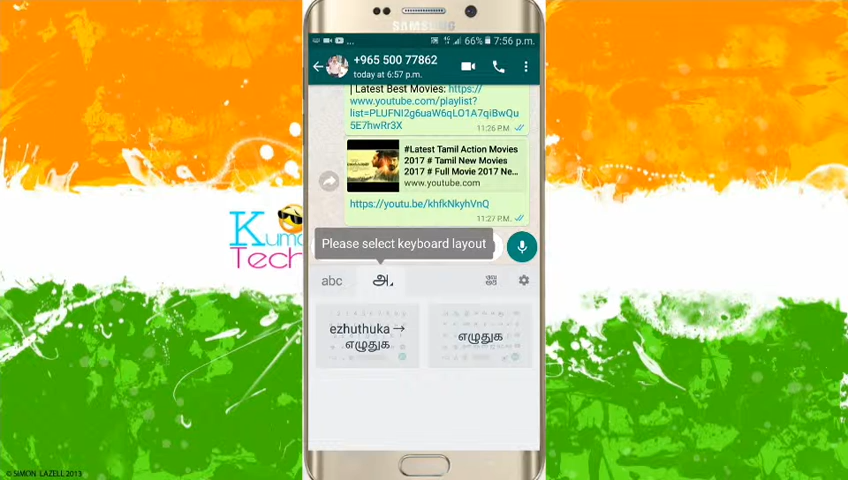 SAMSUNG
66% 7:56 p.m.
+965 500 77862
today at 6:57 p.m.
| Latest Best Movies: https://
www.youtube.com/playlist?
list=PLUFNI2g6uaW6qLO1A7qiBwQu
5E7hwRr3X
11:26 P.M.
#Latest Tamil Action Movies
2017 # Tamil New Movies
2017 # Full Movie 2017 Ne...
www.youtube.com
https://youtu.be/khfkNkyhVnQ
11:27 P.M.
Kuma
Tech
Please select keyboard layout
abc
அ
ezhuthuka →
எழுதுக
எழுதுக
© SIMON LAZELL 2013